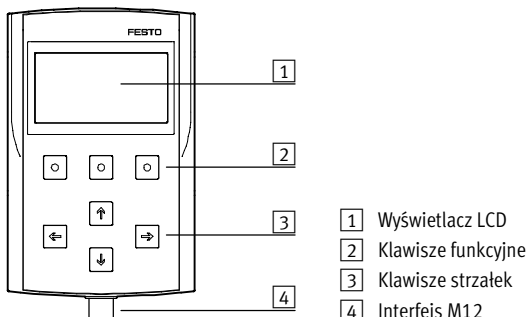 FESTO
1
2
3
4
1 Wyświetlacz LCD
2 Klawisze funkcyjne
3 Klawisze strzałek
4 Interfejs M12